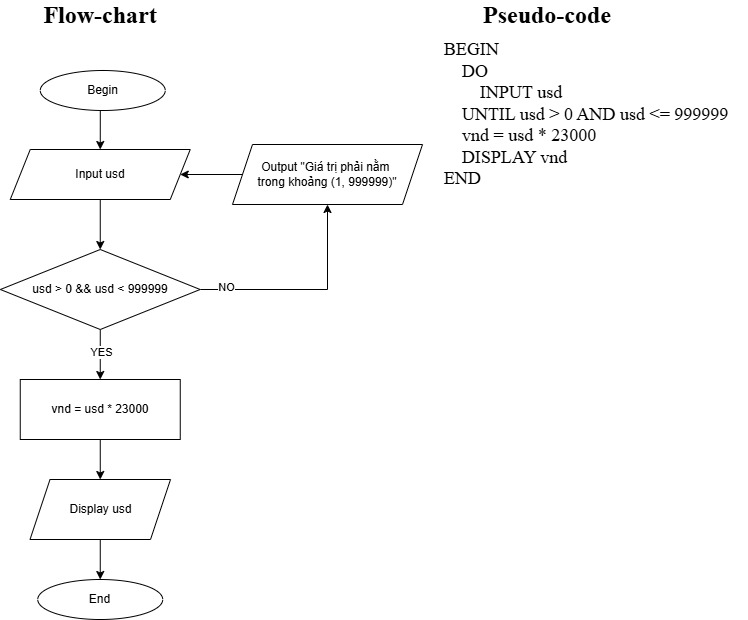 Flow-chart
Begin
Input usd
Output "Giá trị phải nằm
trong khoảng (1, 999999)"
usd > 0 && usd < 999999
NO
YES
vnd = usd * 23000
Display usd
End
Pseudo-code
BEGIN
DO
INPUT usd
UNTIL usd > 0 AND usd <= 999999
vnd = usd * 23000
DISPLAY vnd
END